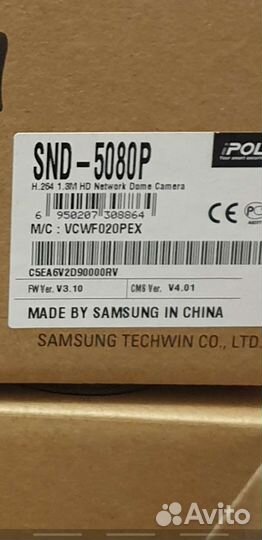 iPOL
SND-5080P
H.264 1.3M HD Network Dome Camera
6 950207 308864
M/C : VCWF020PEX
CE
C5EA6V2D90000RV
FW Ver. V3.10
CMS Ver. V4.01
MADE BY SAMSUNG IN CHINA
SAMSUNG TECHWIN CO., LTD.
Avito